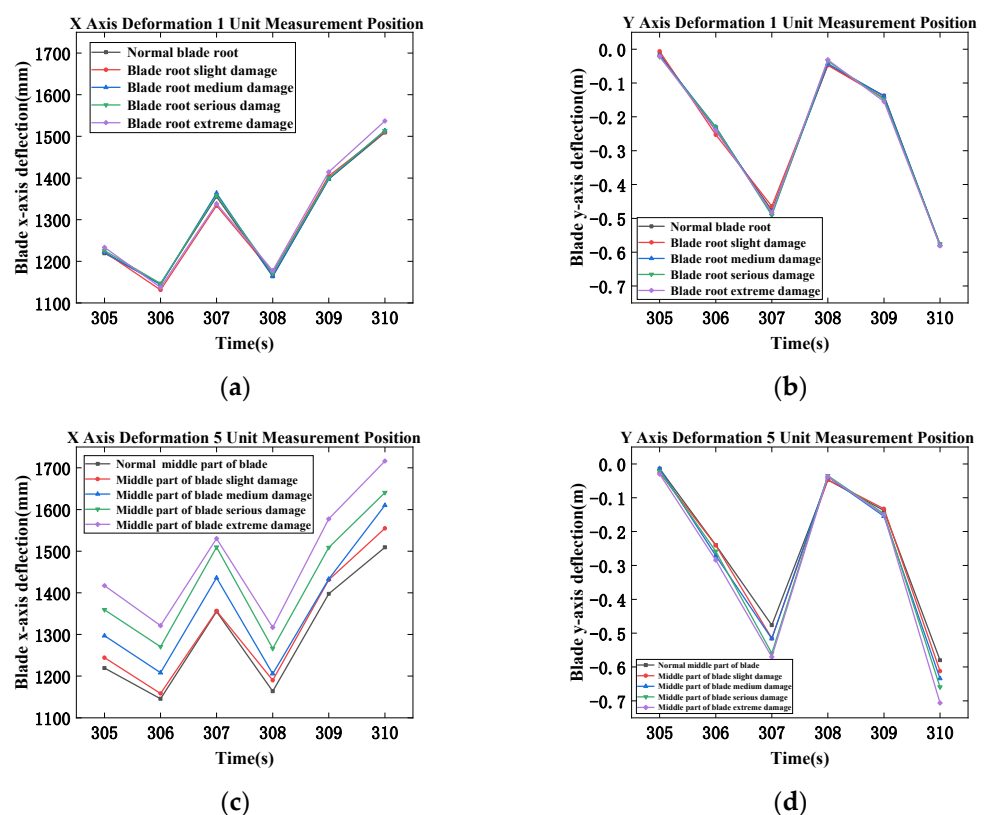 X Axis Deformation 1 Unit Measurement Position
Blade x-axis deflection(mm)
1700
1600
1500
1400
1300
1200
1100
Normal blade root
Blade root slight damage
Blade root medium damage
Blade root serious damag
Blade root extreme damage
305 306 307 308 309 310
Time(s)
(a)
Y Axis Deformation 1 Unit Measurement Position
Blade y-axis deflection(m)
0.0
-0.1
-0.2
-0.3
-0.4
-0.5
-0.6
-0.7
Normal blade root
Blade root slight damage
Blade root medium damage
Blade root serious damage
Blade root extreme damage
305 306 307 308 309 310
Time(s)
(b)
X Axis Deformation 5 Unit Measurement Position
Blade x-axis deflection(mm)
1700
1600
1500
1400
1300
1200
1100
Normal middle part of blade
Middle part of blade slight damage
Middle part of blade medium damage
Middle part of blade serious damage
Middle part of blade extreme damage
305 306 307 308 309 310
Time(s)
(c)
Y Axis Deformation 5 Unit Measurement Position
Blade y-axis deflection(m)
0.0
-0.1
-0.2
-0.3
-0.4
-0.5
-0.6
-0.7
Normal middle part of blade
Middle part of blade slight damage
Middle part of blade medium damage
Middle part of blade serious damage
Middle part of blade extreme damage
305 306 307 308 309 310
Time(s)
(d)